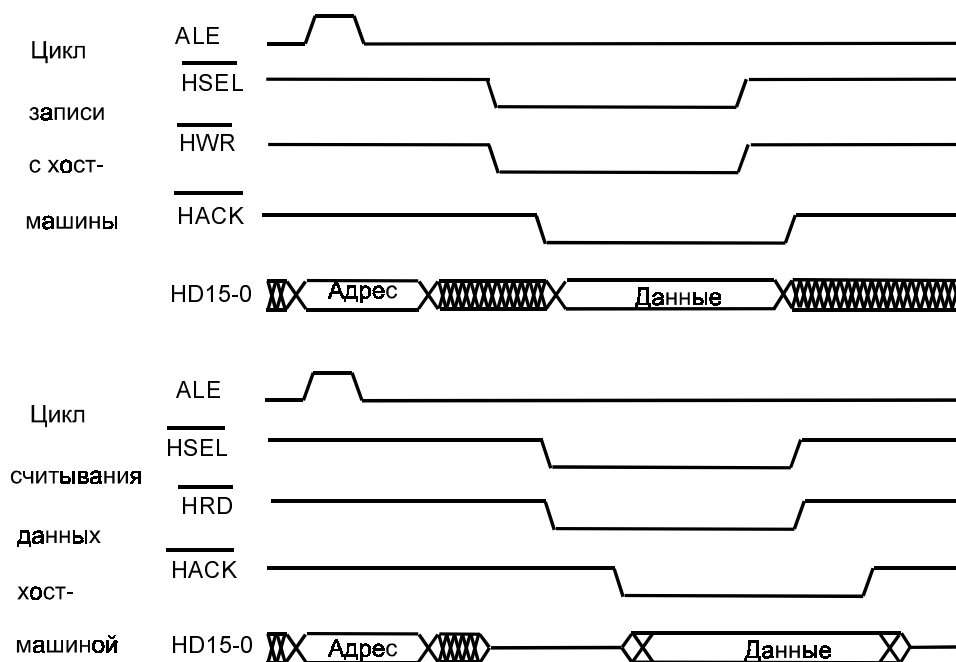 Цикл
записи
с хост-
машины
ALE
HSEL
HWR
HACK
HD15-0
Адрес
Данные
Цикл
считывания
данных
хост-
машиной
ALE
HSEL
HRD
HACK
HD15-0
Адрес
Данные